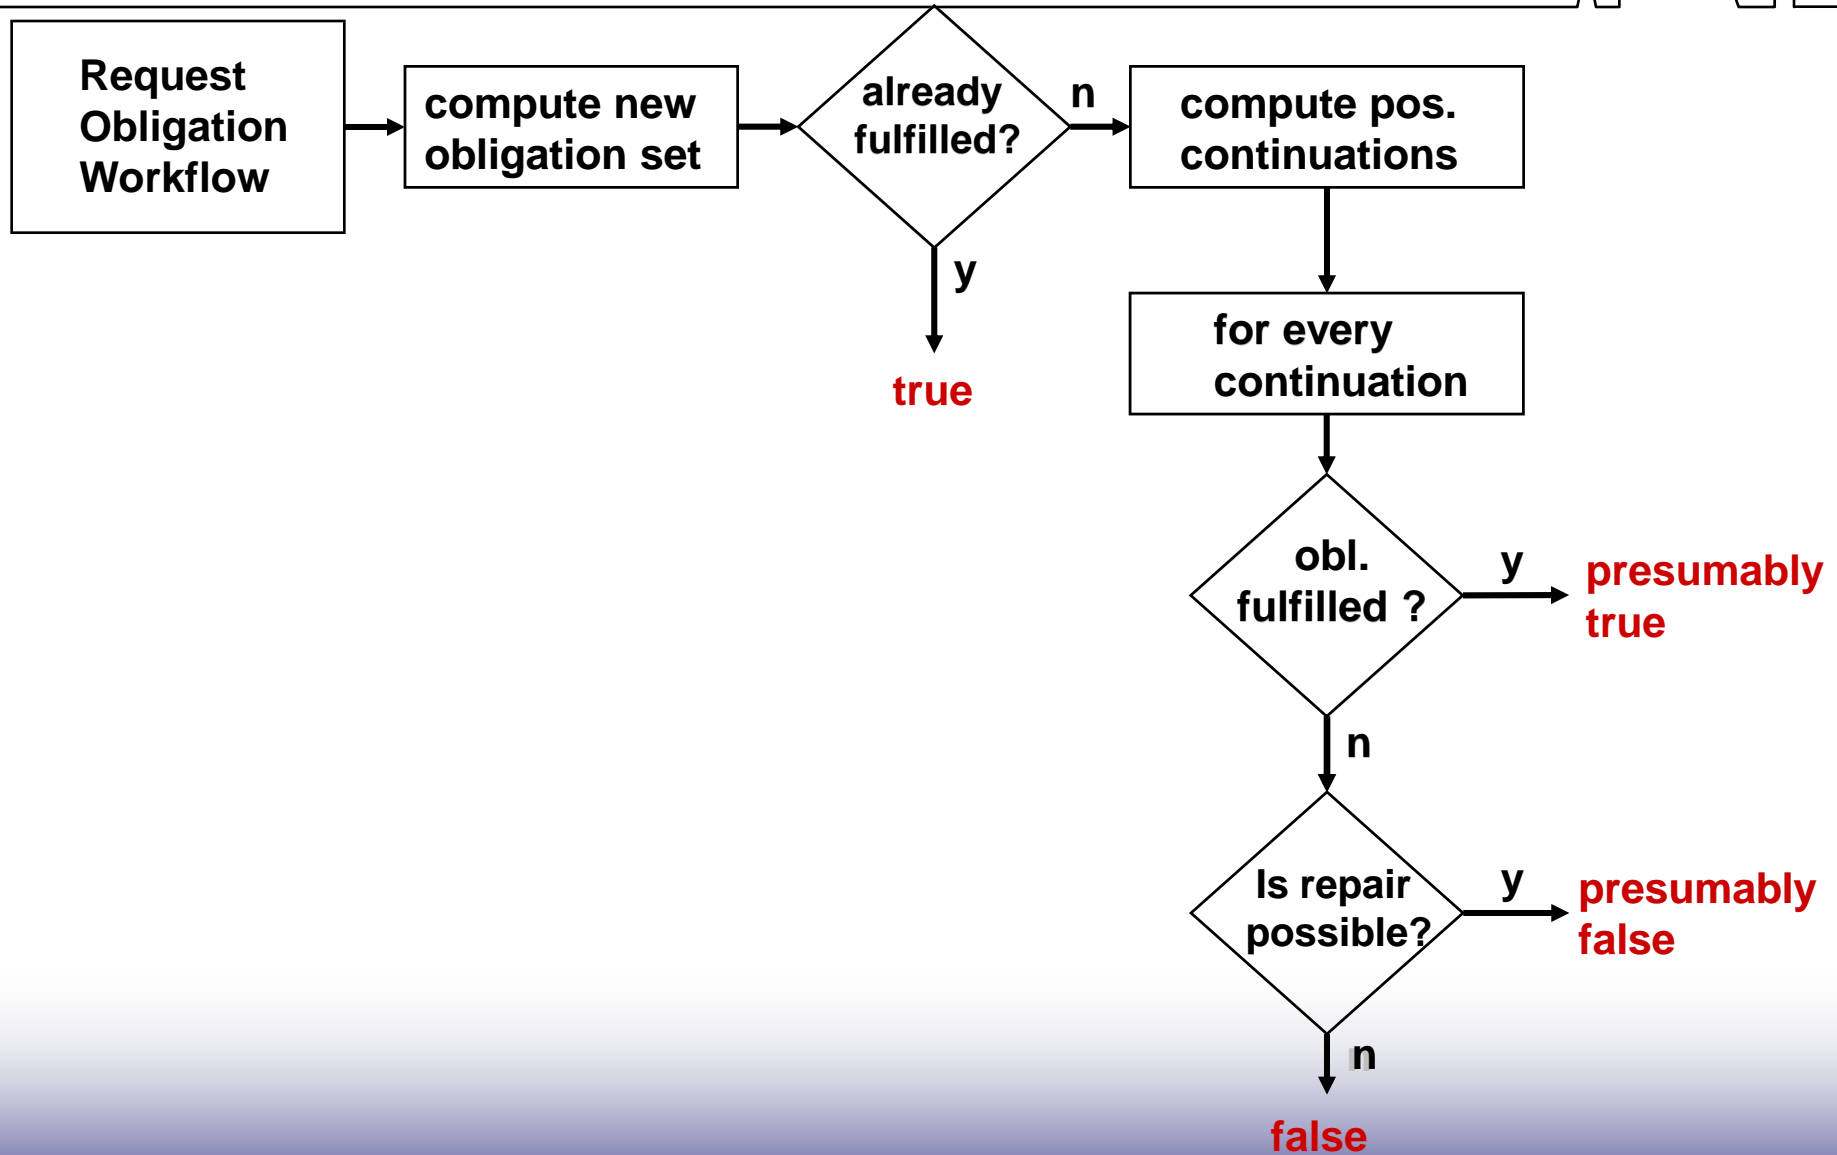 Request
Obligation
Workflow
compute new
obligation set
already
fulfilled?
n
compute pos.
continuations
y
true
for every
continuation
obl.
fulfilled ?
y
presumably
true
n
Is repair
possible?
y
presumably
false
n
false